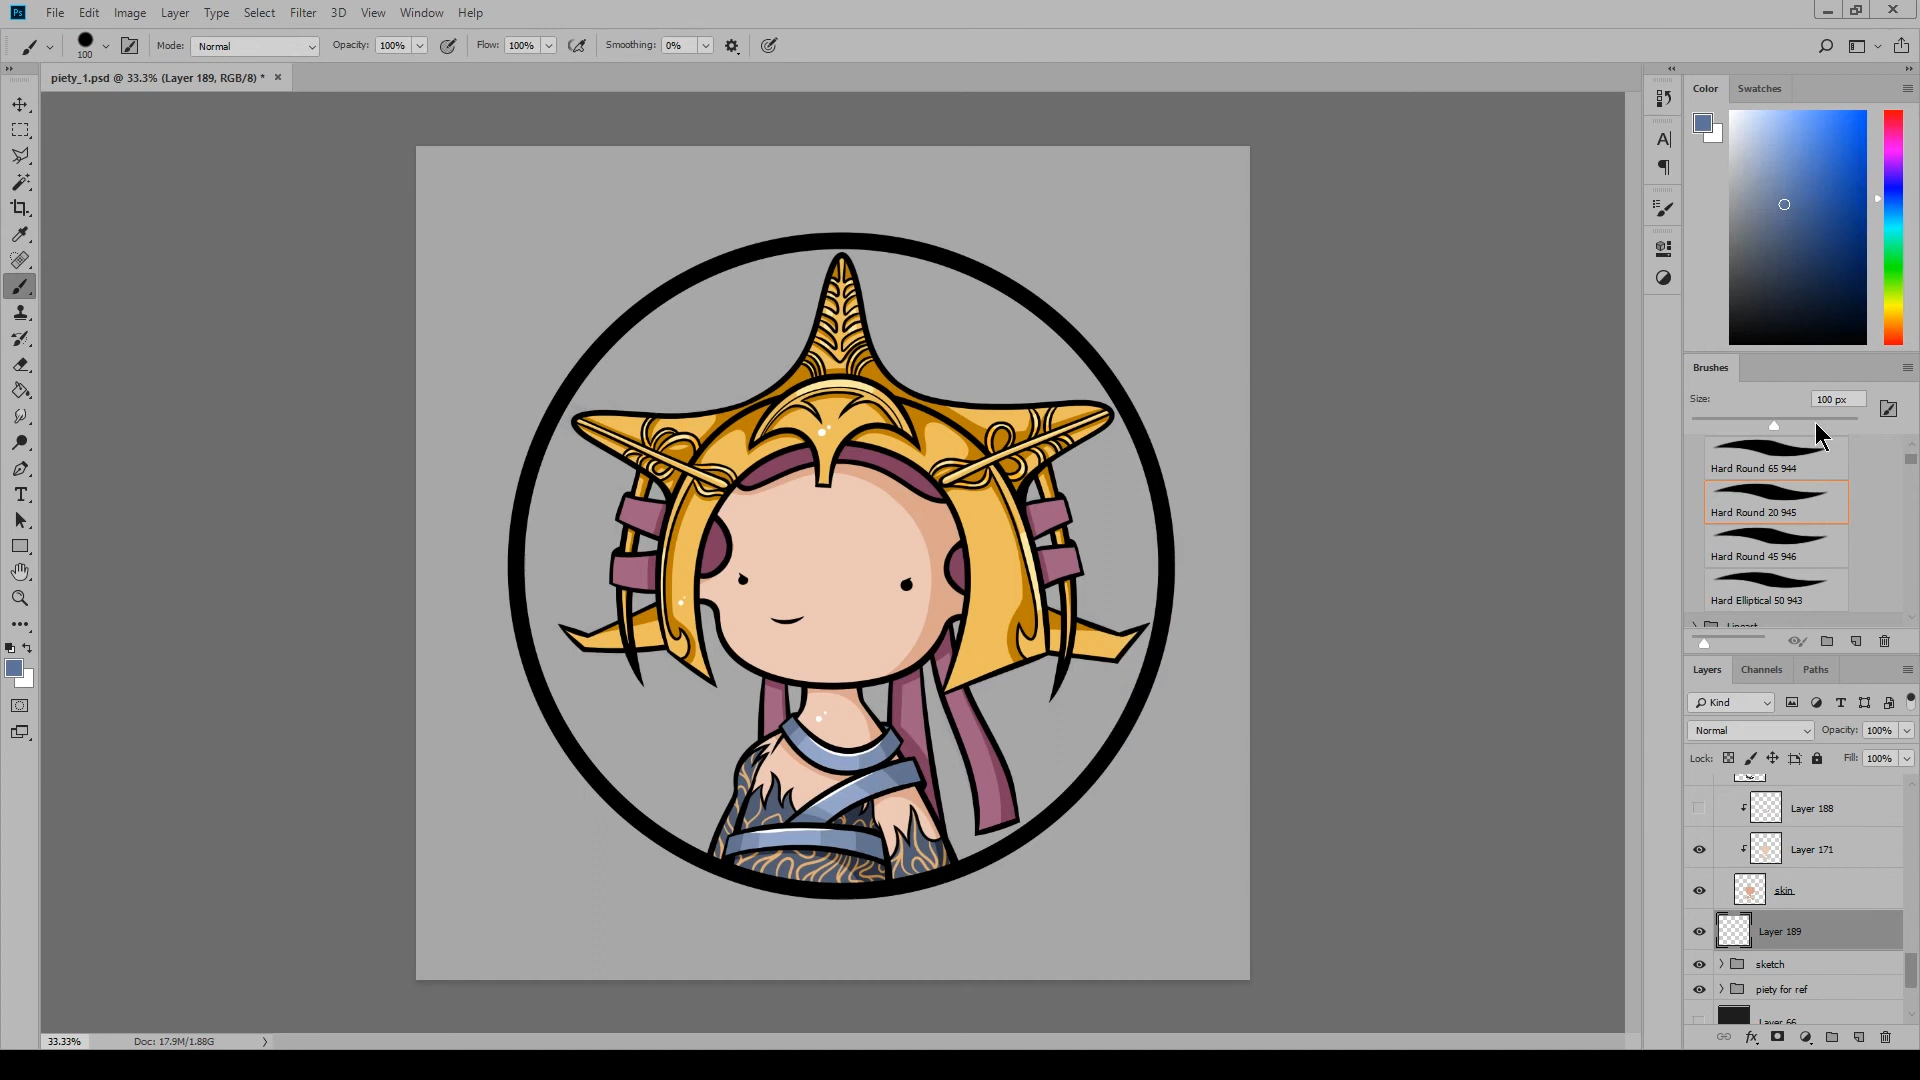 Ps File Edit Image Layer Type Select Filter 3D View Window Help
100 Mode: Normal Opacity: 100% Flow: 100% Smoothing: 0%
piety_1.psd @ 33.3% (Layer 189, RGB/8) *
Color Swatches
Brushes
Size: 100 px
Hard Round 65 944
Hard Round 20 945
Hard Round 45 946
Hard Elliptical 50 943
Lineart
Layers Channels Paths
Kind
Normal Opacity: 100%
Lock: Fill: 100%
Layer 188
Layer 171
skin
Layer 189
sketch
piety for ref
Layer 66
33.33% Doc: 17.9M/1.88G